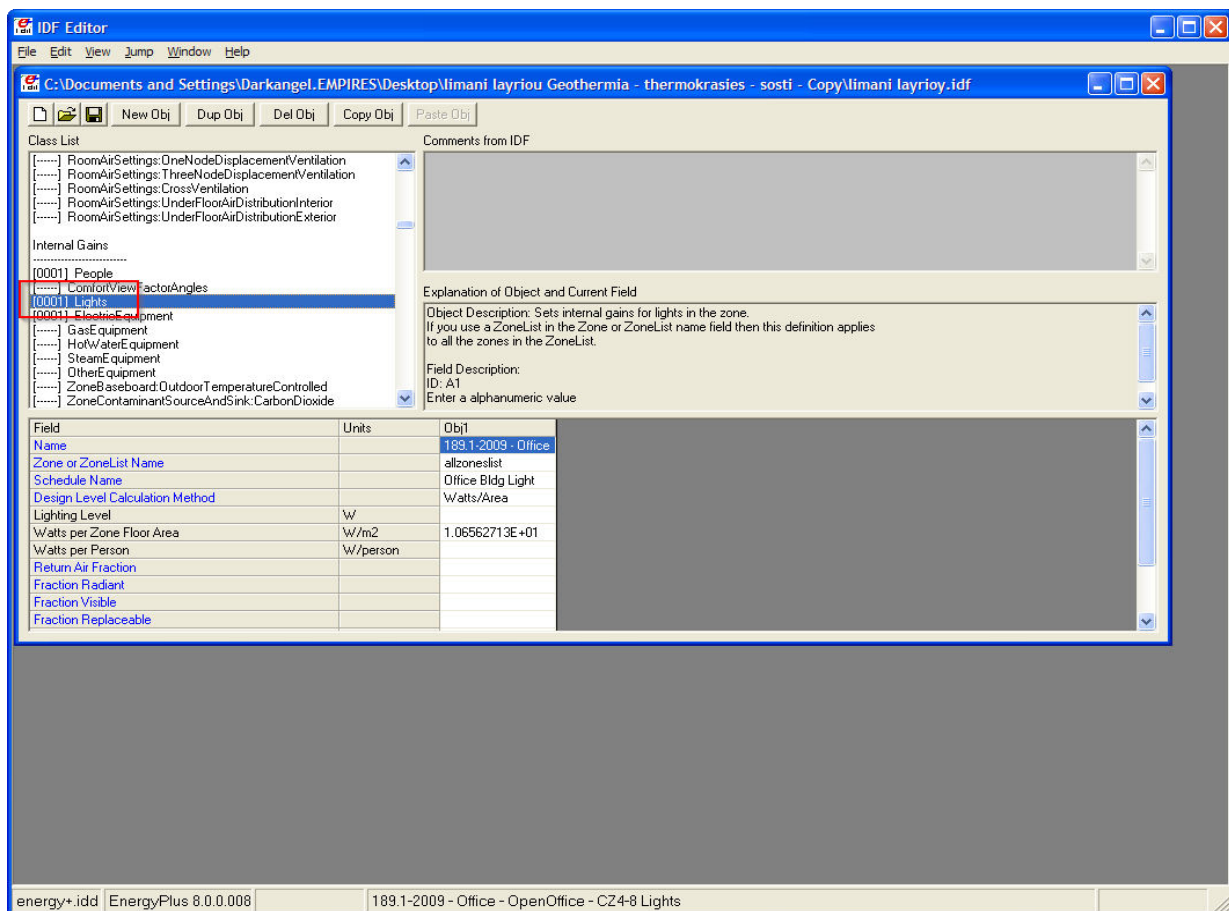 IDF Editor
File Edit View Jump Window Help
C:\Documents and Settings\Darkangel.EMPIRES\Desktop\limani layriou Geothermia - thermokrasies - sosti - Copy\limani layrioy.idf
New Obj Dup Obj Del Obj Copy Obj Paste Obj
Class List
[------] RoomAirSettings:OneNodeDisplacementVentilation
[------] RoomAirSettings:ThreeNodeDisplacementVentilation
[------] RoomAirSettings:CrossVentilation
[------] RoomAirSettings:UnderFloorAirDistributionInterior
[------] RoomAirSettings:UnderFloorAirDistributionExterior
Internal Gains
--------------------------
[0001] People
[------] ComfortViewFactorAngles
[0001] Lights
[0001] ElectricEquipment
[------] GasEquipment
[------] HotWaterEquipment
[------] SteamEquipment
[------] OtherEquipment
[------] ZoneBaseboard:OutdoorTemperatureControlled
[------] ZoneContaminantSourceAndSink:CarbonDioxide
Comments from IDF
Explanation of Object and Current Field
Object Description: Sets internal gains for lights in the zone.
If you use a ZoneList in the Zone or ZoneList name field then this definition applies
to all the zones in the ZoneList.
Field Description:
ID: A1
Enter a alphanumeric value
Field Units Obj1
Name 189.1-2009 - Office
Zone or ZoneList Name allzoneslist
Schedule Name Office Bldg Light
Design Level Calculation Method Watts/Area
Lighting Level W
Watts per Zone Floor Area W/m2 1.06562713E+01
Watts per Person W/person
Return Air Fraction
Fraction Radiant
Fraction Visible
Fraction Replaceable
energy+.idd EnergyPlus 8.0.0.008 189.1-2009 - Office - OpenOffice - CZ4-8 Lights